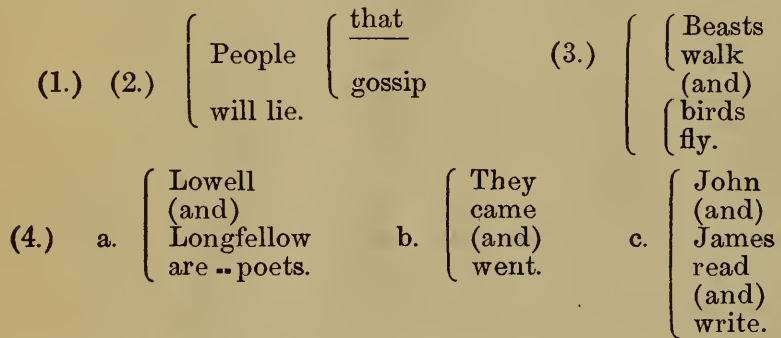 (1.) (2.) People that
gossip
will lie.
(3.) Beasts
walk
(and)
birds
fly.
(4.) a. Lowell
(and)
Longfellow
are -- poets.
b. They
came
(and)
went.
c. John
(and)
James
read
(and)
write.